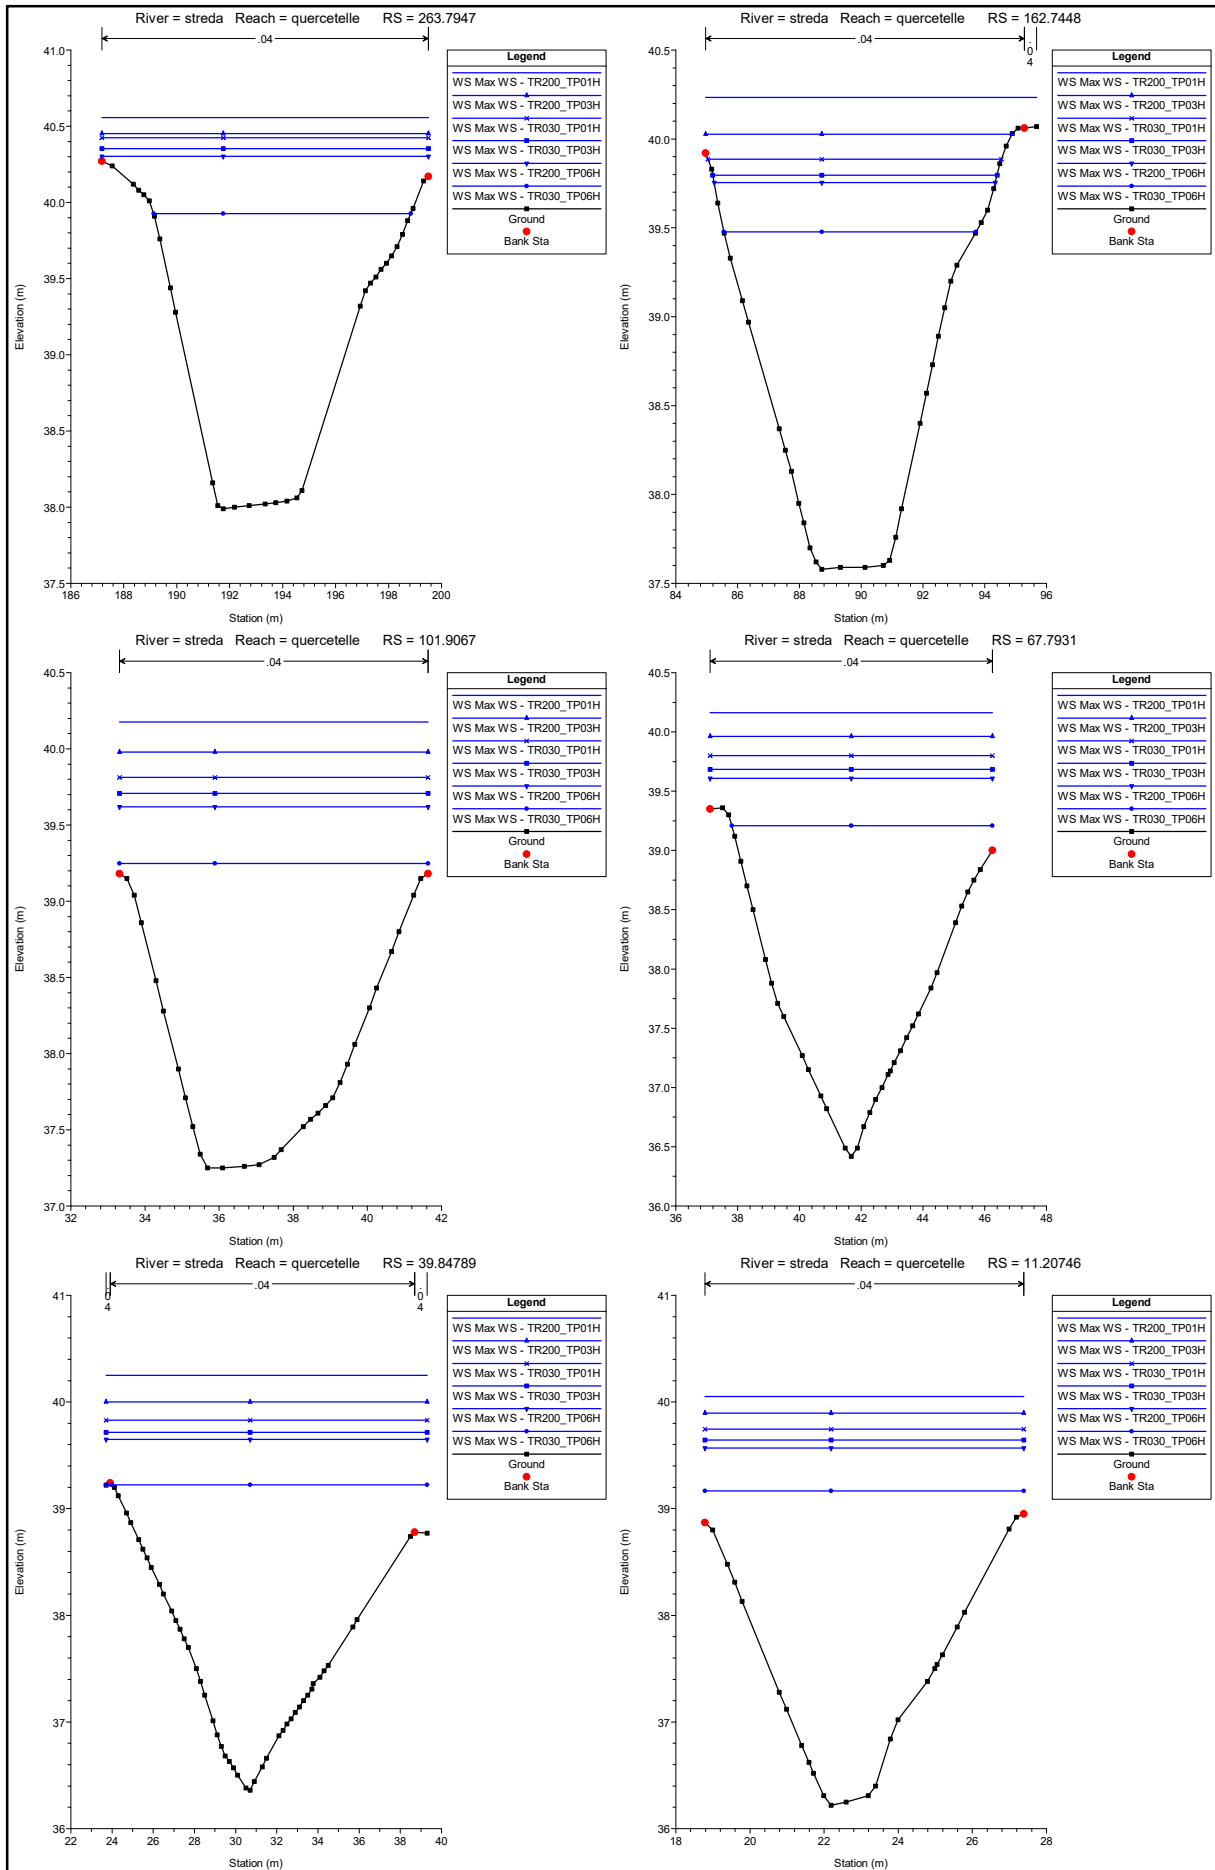 River = streda   Reach = quercetelle      RS = 263.7947
.04
Legend
WS Max WS - TR200_TP01H
WS Max WS - TR200_TP03H
WS Max WS - TR030_TP01H
WS Max WS - TR030_TP03H
WS Max WS - TR200_TP06H
WS Max WS - TR030_TP06H
Ground
Bank Sta
41.0
40.5
40.0
39.5
39.0
38.5
38.0
37.5
Elevation (m)
186 188 190 192 194 196 198 200
Station (m)
River = streda   Reach = quercetelle      RS = 162.7448
.04 .04
Legend
WS Max WS - TR200_TP01H
WS Max WS - TR200_TP03H
WS Max WS - TR030_TP01H
WS Max WS - TR030_TP03H
WS Max WS - TR200_TP06H
WS Max WS - TR030_TP06H
Ground
Bank Sta
40.5
40.0
39.5
39.0
38.5
38.0
37.5
Elevation (m)
84 86 88 90 92 94 96
Station (m)
River = streda   Reach = quercetelle      RS = 101.9067
.04
Legend
WS Max WS - TR200_TP01H
WS Max WS - TR200_TP03H
WS Max WS - TR030_TP01H
WS Max WS - TR030_TP03H
WS Max WS - TR200_TP06H
WS Max WS - TR030_TP06H
Ground
Bank Sta
40.5
40.0
39.5
39.0
38.5
38.0
37.5
37.0
Elevation (m)
32 34 36 38 40 42
Station (m)
River = streda   Reach = quercetelle      RS = 67.7931
.04
Legend
WS Max WS - TR200_TP01H
WS Max WS - TR200_TP03H
WS Max WS - TR030_TP01H
WS Max WS - TR030_TP03H
WS Max WS - TR200_TP06H
WS Max WS - TR030_TP06H
Ground
Bank Sta
40.5
40.0
39.5
39.0
38.5
38.0
37.5
37.0
36.5
36.0
Elevation (m)
36 38 40 42 44 46 48
Station (m)
River = streda   Reach = quercetelle      RS = 39.84789
.04 .04 .04
Legend
WS Max WS - TR200_TP01H
WS Max WS - TR200_TP03H
WS Max WS - TR030_TP01H
WS Max WS - TR030_TP03H
WS Max WS - TR200_TP06H
WS Max WS - TR030_TP06H
Ground
Bank Sta
41
40
39
38
37
36
Elevation (m)
22 24 26 28 30 32 34 36 38 40
Station (m)
River = streda   Reach = quercetelle      RS = 11.20746
.04
Legend
WS Max WS - TR200_TP01H
WS Max WS - TR200_TP03H
WS Max WS - TR030_TP01H
WS Max WS - TR030_TP03H
WS Max WS - TR200_TP06H
WS Max WS - TR030_TP06H
Ground
Bank Sta
41
40
39
38
37
36
Elevation (m)
18 20 22 24 26 28
Station (m)